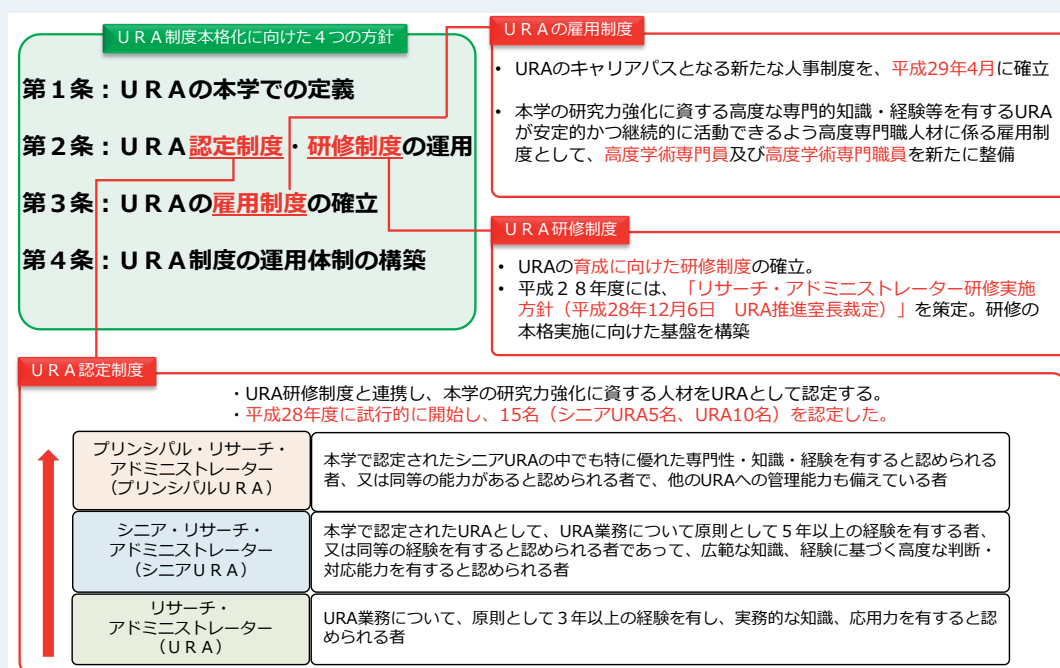 URA制度本格化に向けた4つの方針
第1条:URAの本学での定義
第2条:URA認定制度・研修制度の運用
第3条:URAの雇用制度の確立
第4条:URA制度の運用体制の構築
URAの雇用制度
• URAのキャリアパスとなる新たな人事制度を、平成29年4月に確立
• 本学の研究力強化に資する高度な専門的知識・経験等を有するURA
が安定的かつ継続的に活動できるよう高度専門職人材に係る雇用制
度として、高度学術専門員及び高度学術専門職員を新たに整備
URA研修制度
• URAの育成に向けた研修制度の確立。
• 平成28年度には、「リサーチ・アドミニストレーター研修実施
方針(平成28年12月6日 URA推進室長裁定)」を策定。研修の
本格実施に向けた基盤を構築
URA認定制度
・URA研修制度と連携し、本学の研究力強化に資する人材をURAとして認定する。
・平成28年度に試行的に開始し、15名(シニアURA5名、URA10名)を認定した。
プリンシパル・リサーチ・
アドミニストレーター
(プリンシパルURA)
本学で認定されたシニアURAの中でも特に優れた専門性・知識・経験を有すると認められる
者、又は同等の能力があると認められる者で、他のURAへの管理能力も備えている者
シニア・リサーチ・
アドミニストレーター
(シニアURA)
本学で認定されたURAとして、URA業務について原則として5年以上の経験を有する者、
又は同等の経験を有すると認められる者であって、広範な知識、経験に基づく高度な判断・
対応能力を有すると認められる者
リサーチ・
アドミニストレーター
(URA)
URA業務について、原則として3年以上の経験を有し、実務的な知識、応用力を有すると認
められる者